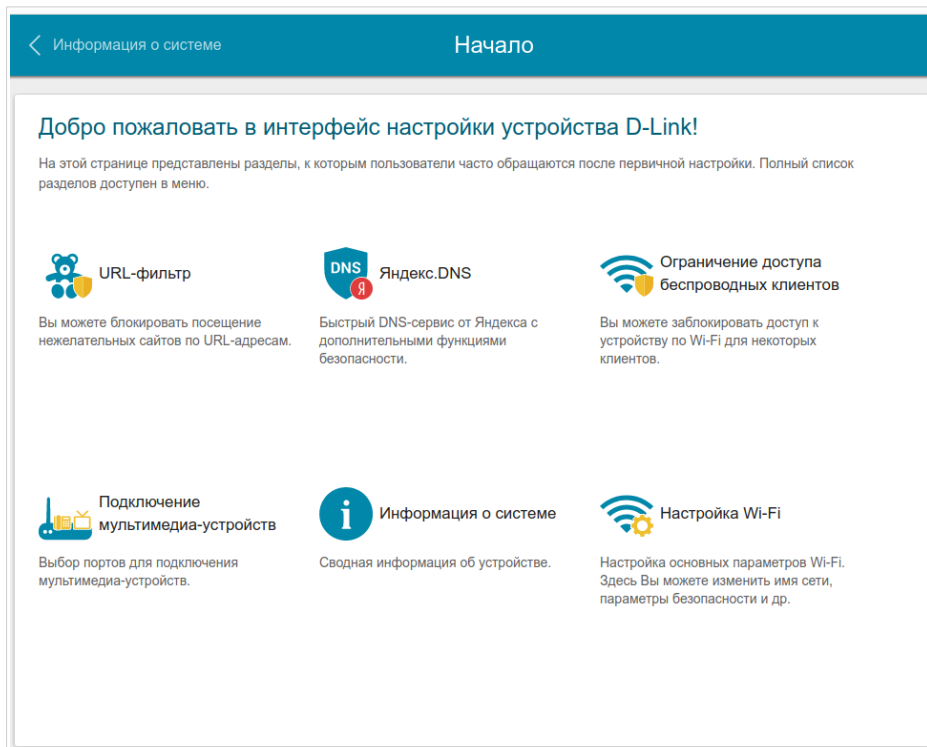 Информация о системе
Начало
Добро пожаловать в интерфейс настройки устройства D-Link!
На этой странице представлены разделы, к которым пользователи часто обращаются после первичной настройки. Полный список
разделов доступен в меню.
URL-фильтр
Вы можете блокировать посещение
нежелательных сайтов по URL-адресам.
DNS
Я
Яндекс.DNS
Быстрый DNS-сервис от Яндекса с
дополнительными функциями
безопасности.
Ограничение доступа
беспроводных клиентов
Вы можете заблокировать доступ к
устройству по Wi-Fi для некоторых
клиентов.
Подключение
мультимедиа-устройств
Выбор портов для подключения
мультимедиа-устройств.
i
Информация о системе
Сводная информация об устройстве.
Настройка Wi-Fi
Настройка основных параметров Wi-Fi.
Здесь Вы можете изменить имя сети,
параметры безопасности и др.